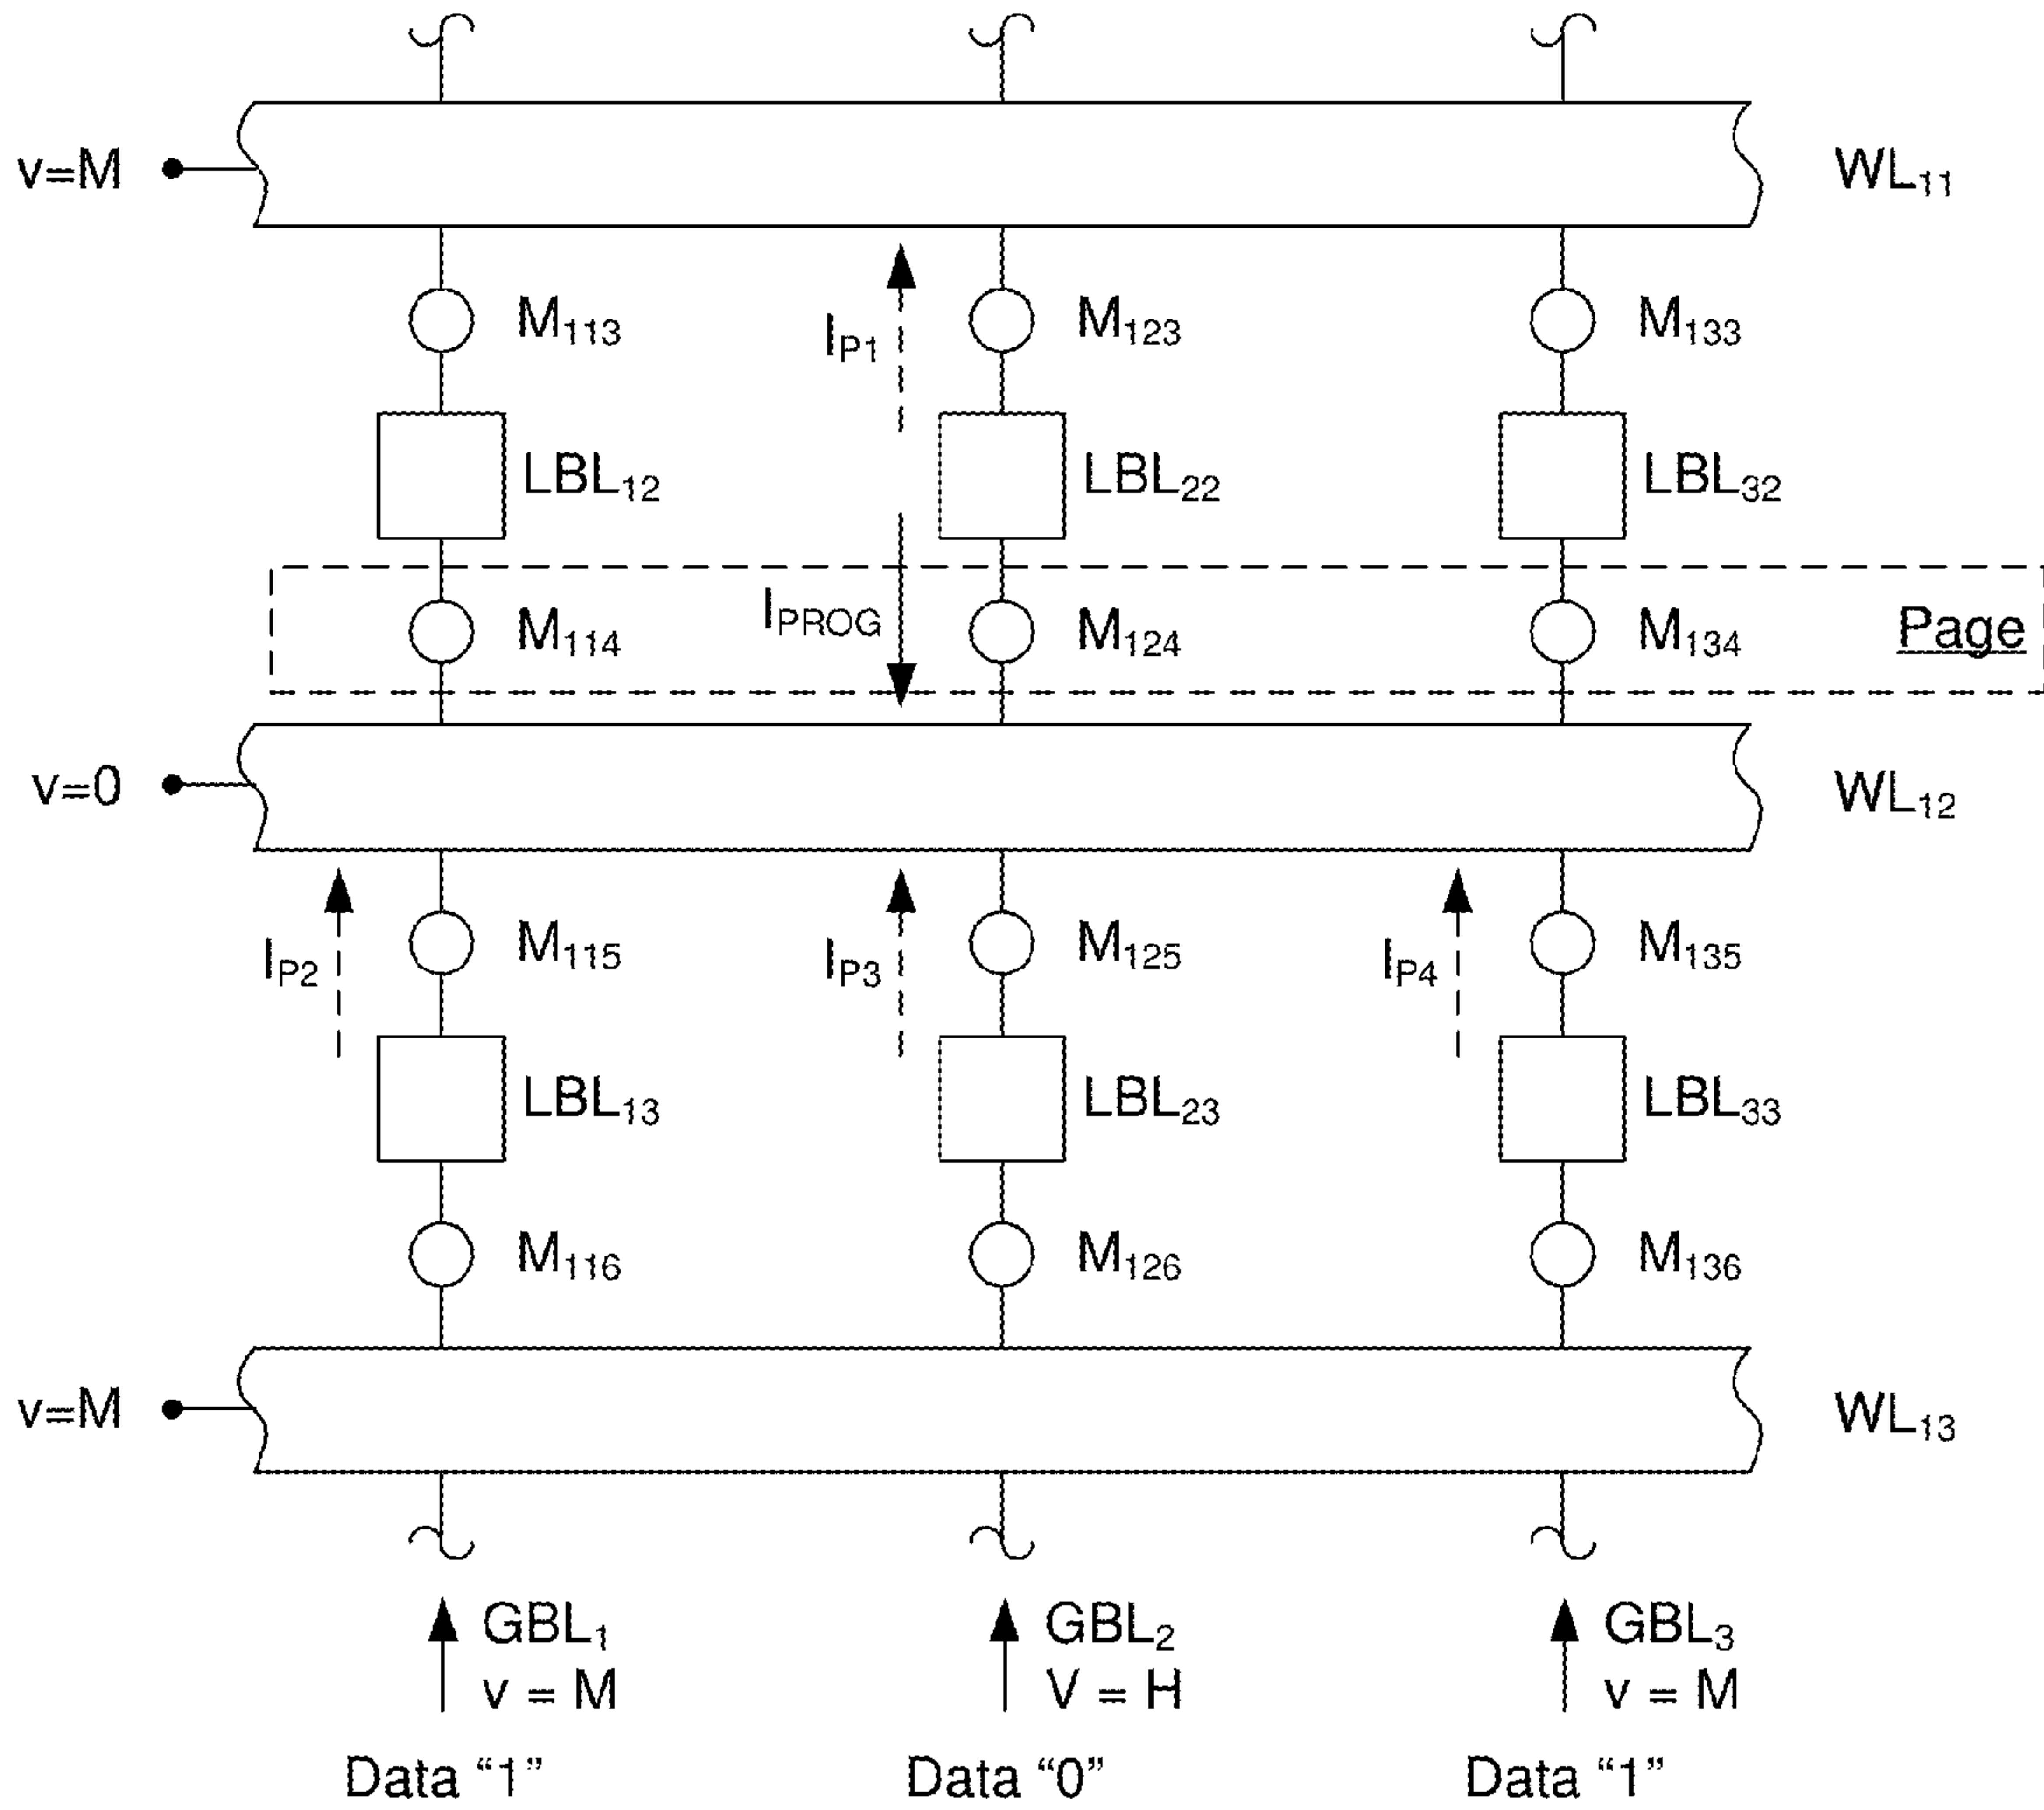 v=M WL11
M113 IP1 M123 M133
LBL12 LBL22 LBL32
M114 IPROG M124 M134 Page
v=0 WL12
IP2 M115 IP3 M125 IP4 M135
LBL13 LBL23 LBL33
M116 M126 M136
v=M WL13
GBL1 GBL2 GBL3
v = M V = H v = M
Data “1” Data “0” Data “1”